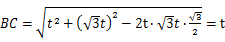 BC = √(t² + (√3t)² − 2t· √3t · √3/2) = t